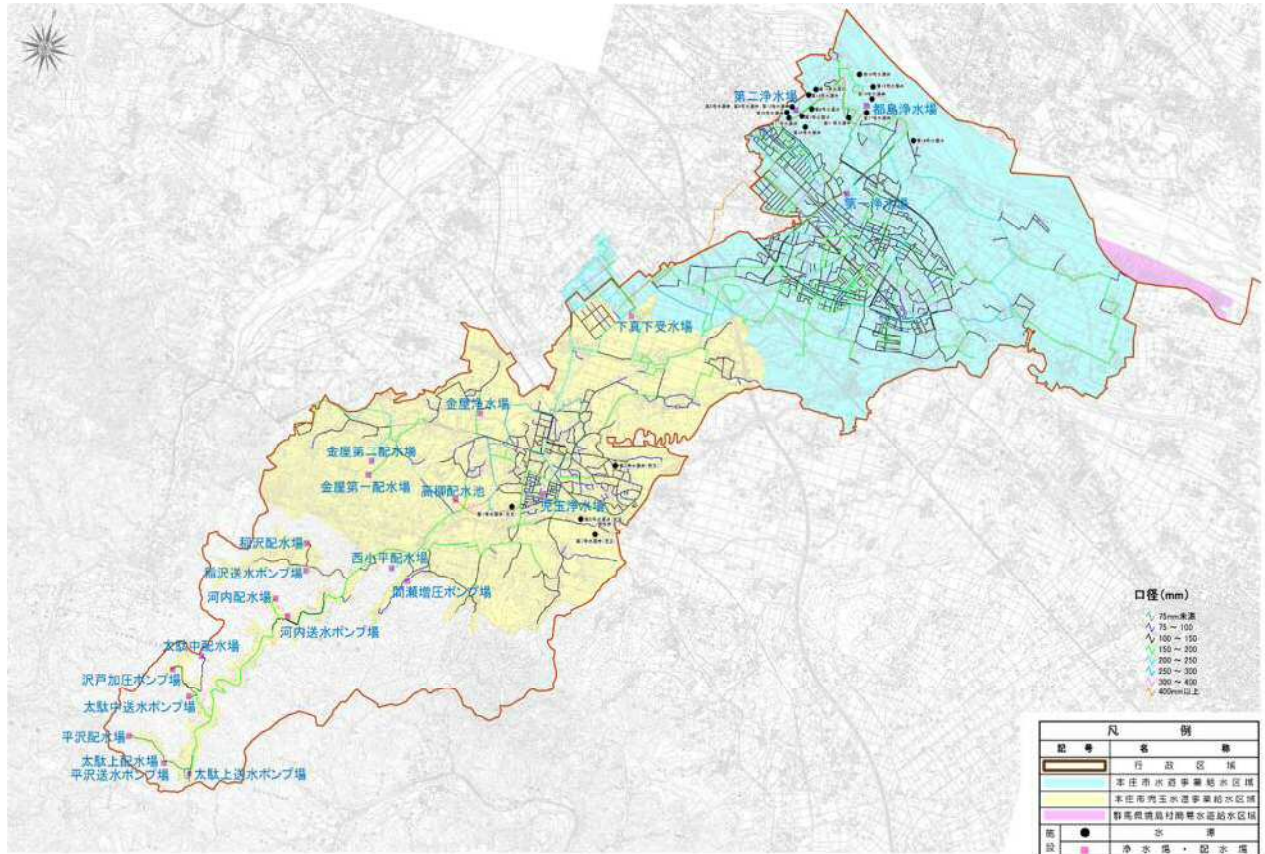 第二浄水場
都島浄水場
第一浄水場
下真下受水場
金屋浄水場
金屋第二配水場
金屋第一配水場
高柳配水池
児玉浄水場
稲沢配水場
西小平配水場
稲沢送水ポンプ場
間瀬増圧ポンプ場
河内配水場
河内送水ポンプ場
太駄中配水場
沢戸加圧ポンプ場
太駄中送水ポンプ場
平沢配水場
太駄上配水場
平沢送水ポンプ場
太駄上送水ポンプ場
口径(mm)
75mm未満
75 ~ 100
100 ~ 150
150 ~ 200
200 ~ 250
250 ~ 300
300 ~ 400
400mm以上
凡 例
記 号 名 称
行 政 区 域
本庄市水道事業給水区域
本庄市児玉水道事業給水区域
群馬県境島村簡易水道給水区域
施 水 源
設 浄 水 場 ・ 配 水 場